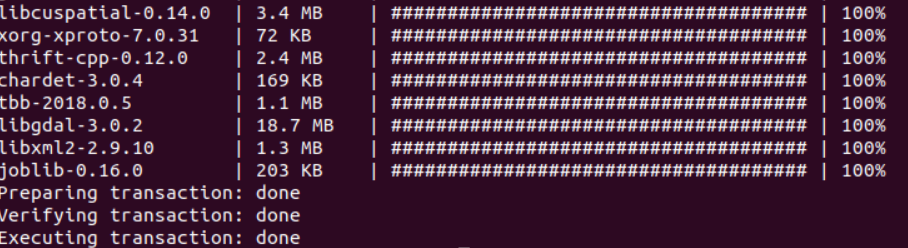 libcuspatial-0.14.0 | 3.4 MB | ##################################### | 100%
xorg-xproto-7.0.31 | 72 KB | ##################################### | 100%
thrift-cpp-0.12.0 | 2.4 MB | ##################################### | 100%
chardet-3.0.4 | 169 KB | ##################################### | 100%
tbb-2018.0.5 | 1.1 MB | ##################################### | 100%
libgdal-3.0.2 | 18.7 MB | ##################################### | 100%
libxml2-2.9.10 | 1.3 MB | ##################################### | 100%
joblib-0.16.0 | 203 KB | ##################################### | 100%
Preparing transaction: done
Verifying transaction: done
Executing transaction: done